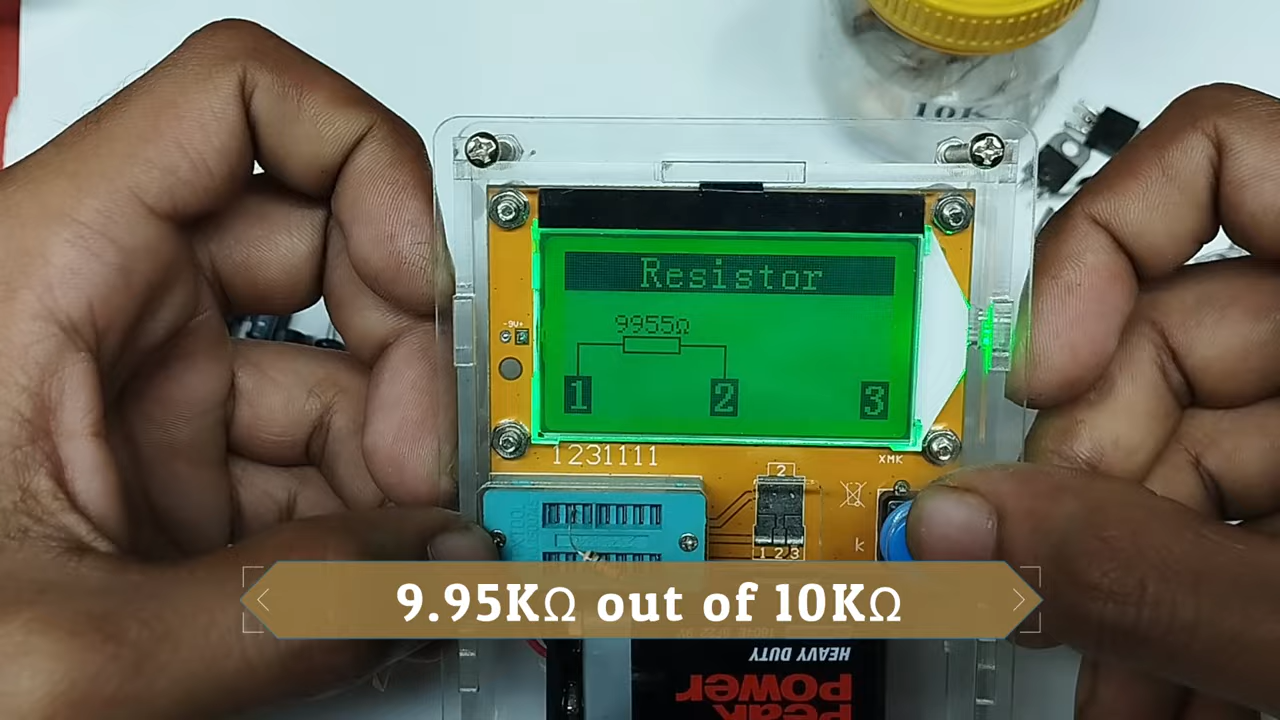 10K
Resistor
9955Ω
1 2 3
-9V+
1231111
XMK
2
k
1 2 3
9.95KΩ out of 10KΩ
HEAVY DUTY
Peak
Power